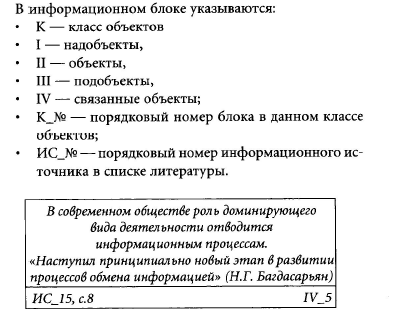 В информационном блоке указываются:
• К — класс объектов
• I — надобъекты,
• II — объекты,
• III — подобъекты,
• IV — связанные объекты;
• К_№ — порядковый номер блока в данном классе
объектов;
• ИС_№ — порядковый номер информационного ис-
точника в списке литературы.
В современном обществе роль доминирующего
вида деятельности отводится
информационным процессам.
«Наступил принципиально новый этап в развитии
процессов обмена информацией» (Н.Г. Багдасарьян)
ИС_15, с.8 IV_5